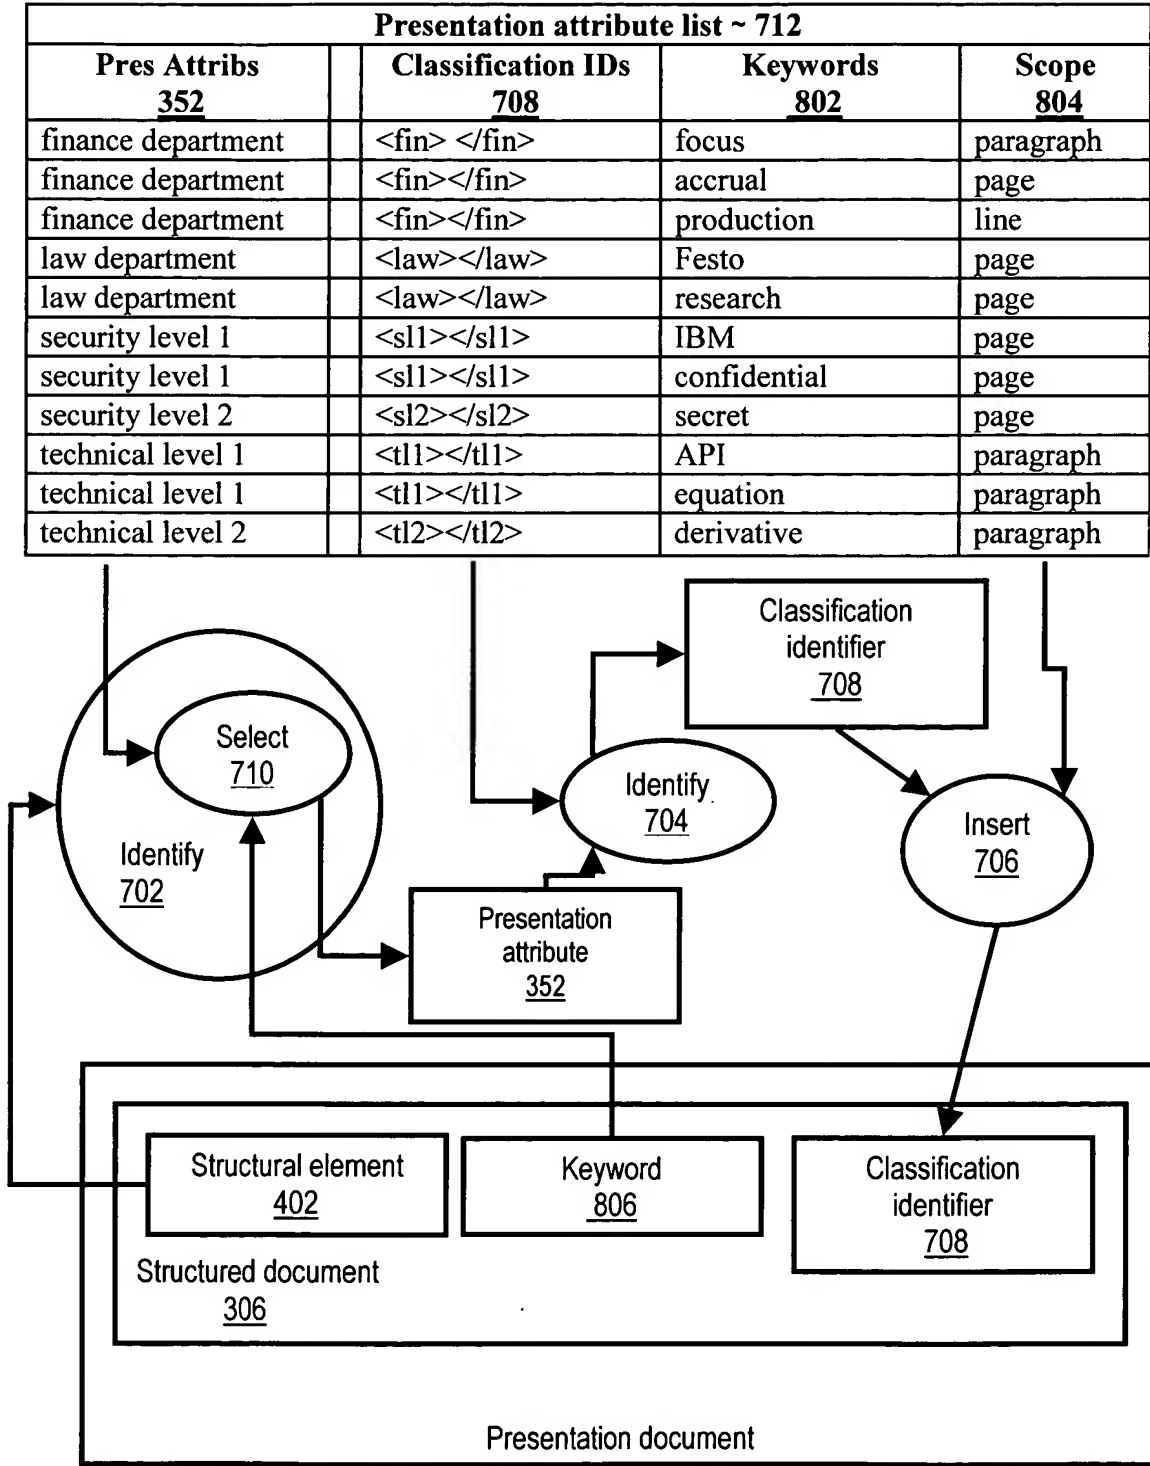 Presentation attribute list ~ 712
Pres Attribs Classification IDs Keywords Scope
352 708 802 804
finance department <fin> </fin> focus paragraph
finance department <fin></fin> accrual page
finance department <fin></fin> production line
law department <law></law> Festo page
law department <law></law> research page
security level 1 <sl1></sl1> IBM page
security level 1 <sl1></sl1> confidential page
security level 2 <sl2></sl2> secret page
technical level 1 <tl1></tl1> API paragraph
technical level 1 <tl1></tl1> equation paragraph
technical level 2 <tl2></tl2> derivative paragraph
Classification
identifier
708
Select
710
Identify
704
Insert
706
Identify
702
Presentation
attribute
352
Structural element
402
Keyword
806
Classification
identifier
708
Structured document
306
Presentation document